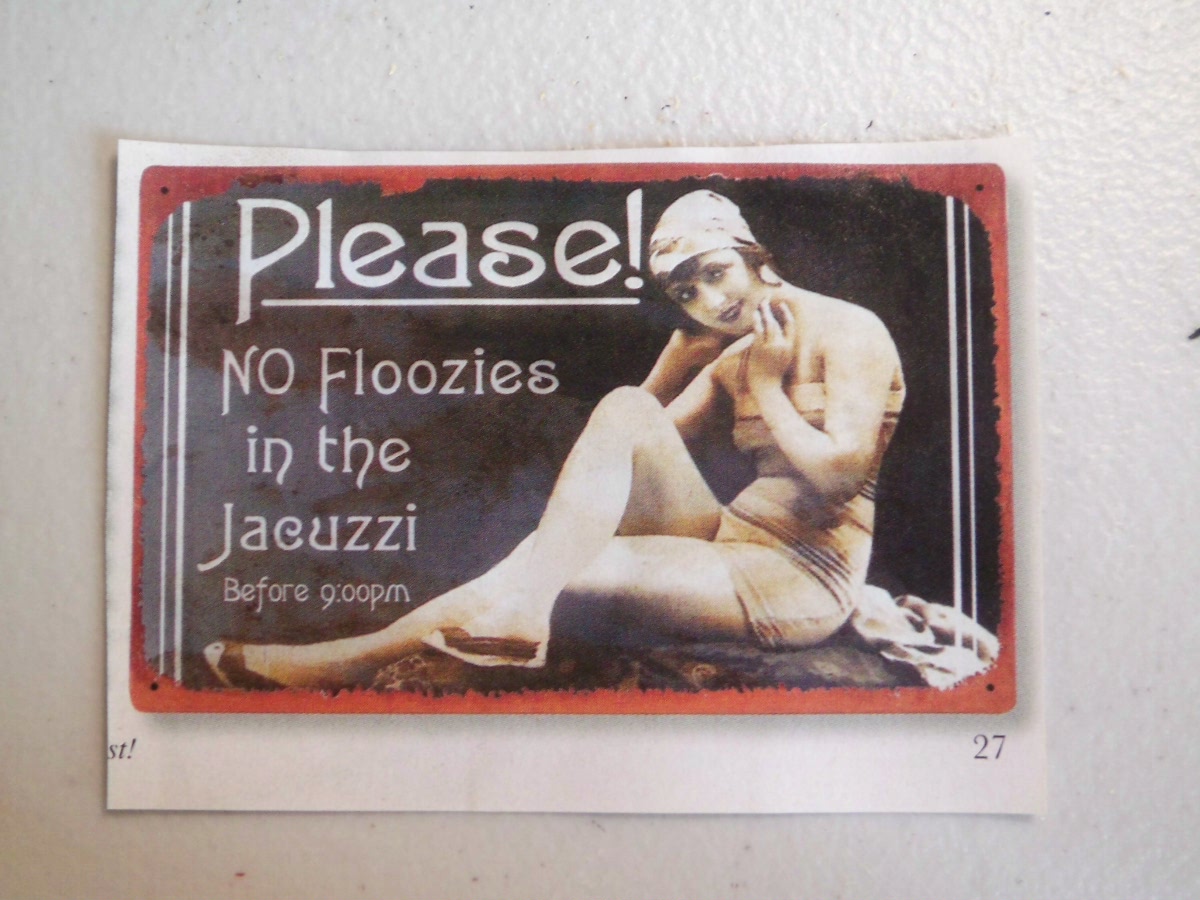 Please!
NO Floozies
in the
Jacuzzi
Before 9:00pm
st!
27